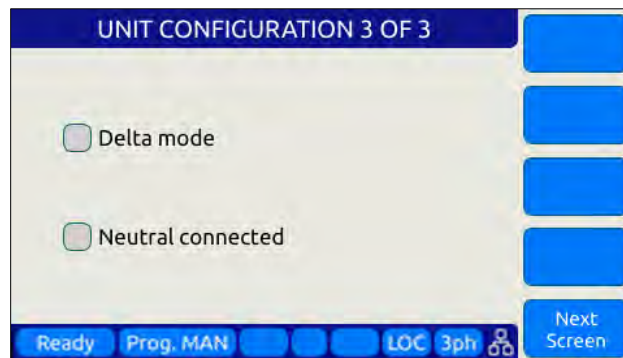 UNIT CONFIGURATION 3 OF 3
Delta mode
Neutral connected
Next
Screen
Ready Prog. MAN LOC 3ph